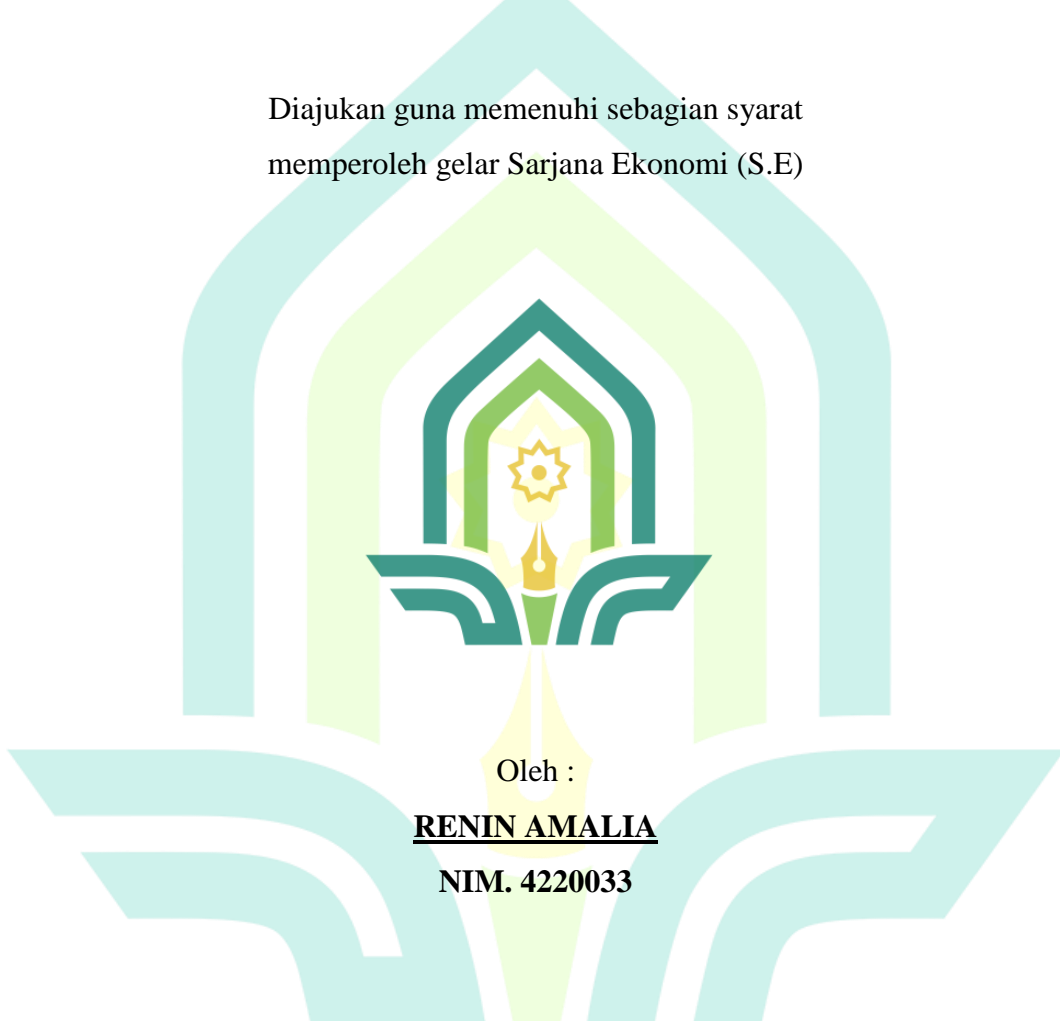 Diajukan guna memenuhi sebagian syarat
memperoleh gelar Sarjana Ekonomi (S.E)
Oleh :
RENIN AMALIA
NIM. 4220033